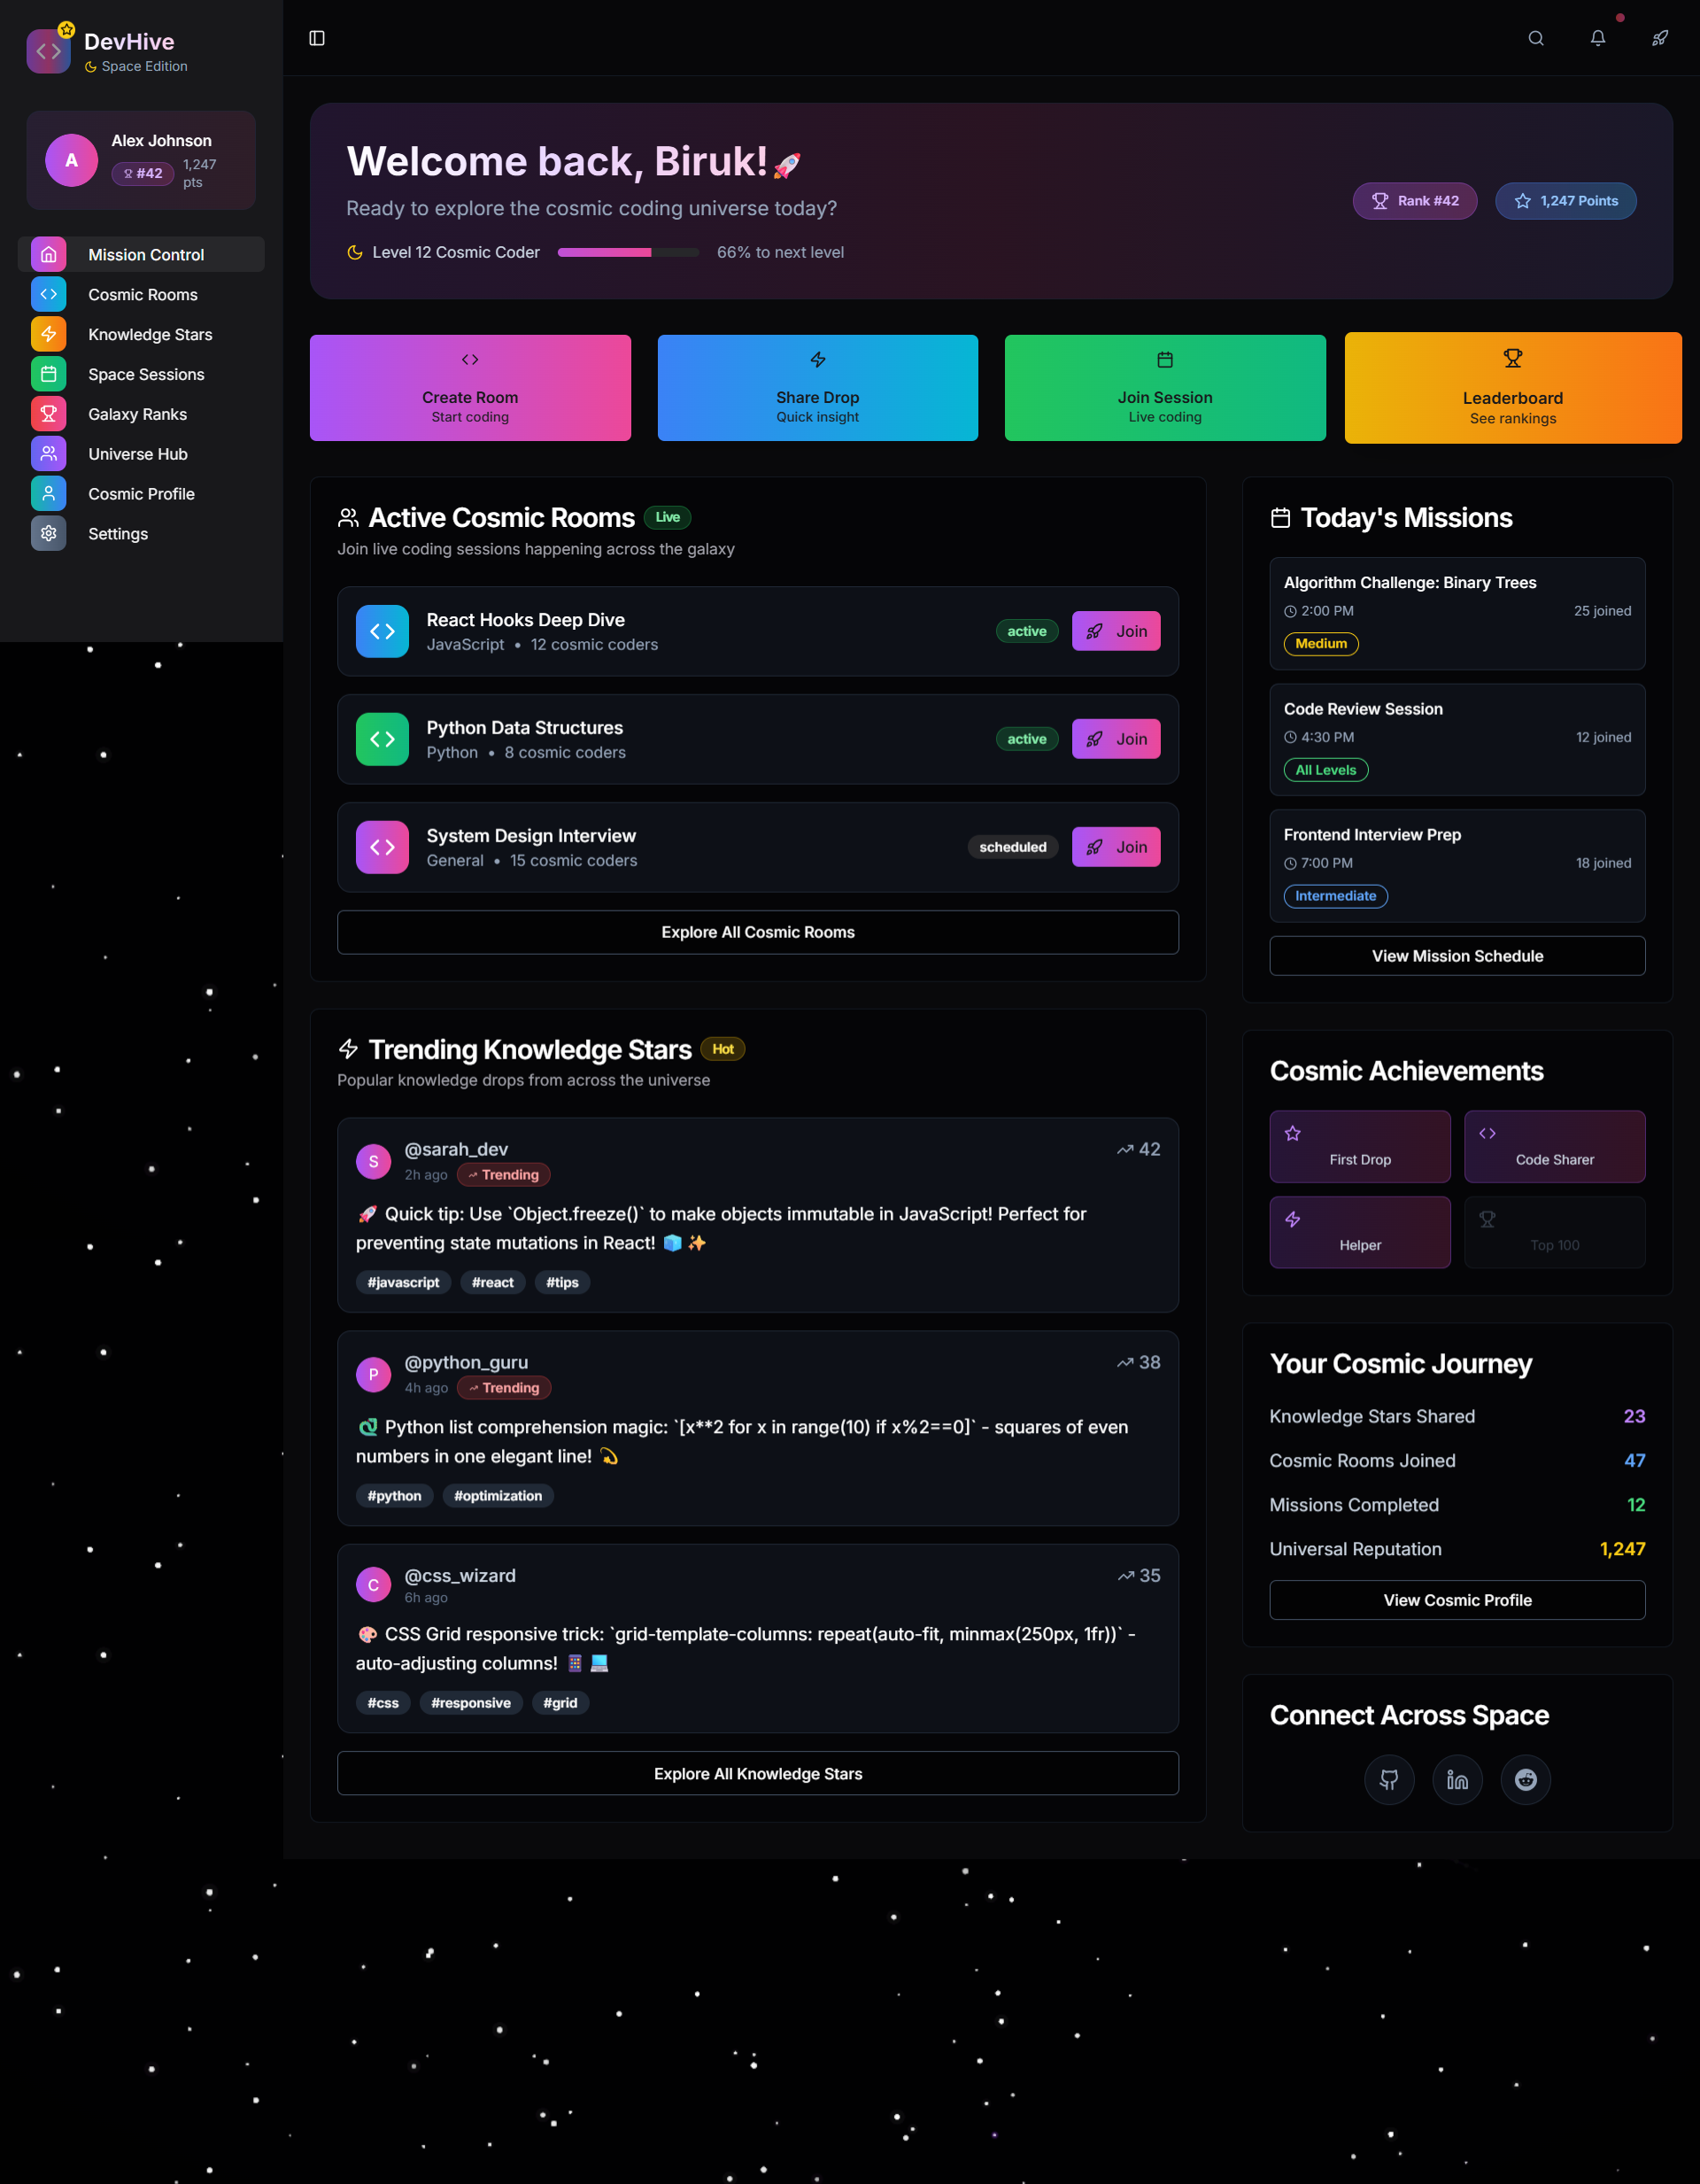 DevHive
Space Edition
A
Alex Johnson
#42
1,247
pts
Mission Control
Cosmic Rooms
Knowledge Stars
Space Sessions
Galaxy Ranks
Universe Hub
Cosmic Profile
Settings
Welcome back, Biruk!🚀
Ready to explore the cosmic coding universe today?
Level 12 Cosmic Coder 66% to next level
Rank #42
1,247 Points
Create Room
Start coding
Share Drop
Quick insight
Join Session
Live coding
Leaderboard
See rankings
Active Cosmic Rooms Live
Join live coding sessions happening across the galaxy
React Hooks Deep Dive
JavaScript • 12 cosmic coders
active Join
Python Data Structures
Python • 8 cosmic coders
active Join
System Design Interview
General • 15 cosmic coders
scheduled Join
Explore All Cosmic Rooms
Trending Knowledge Stars Hot
Popular knowledge drops from across the universe
S
@sarah_dev
42
2h ago Trending
🚀 Quick tip: Use `Object.freeze()` to make objects immutable in JavaScript! Perfect for
preventing state mutations in React! 🧊 ✨
#javascript #react #tips
P
@python_guru
38
4h ago Trending
🐍 Python list comprehension magic: `[x**2 for x in range(10) if x%2==0]` - squares of even
numbers in one elegant line! 💫
#python #optimization
C
@css_wizard
35
6h ago
🎨 CSS Grid responsive trick: `grid-template-columns: repeat(auto-fit, minmax(250px, 1fr))` -
auto-adjusting columns! 📱 💻
#css #responsive #grid
Explore All Knowledge Stars
Today's Missions
Algorithm Challenge: Binary Trees
2:00 PM 25 joined
Medium
Code Review Session
4:30 PM 12 joined
All Levels
Frontend Interview Prep
7:00 PM 18 joined
Intermediate
View Mission Schedule
Cosmic Achievements
First Drop
Code Sharer
Helper
Top 100
Your Cosmic Journey
Knowledge Stars Shared 23
Cosmic Rooms Joined 47
Missions Completed 12
Universal Reputation 1,247
View Cosmic Profile
Connect Across Space
in